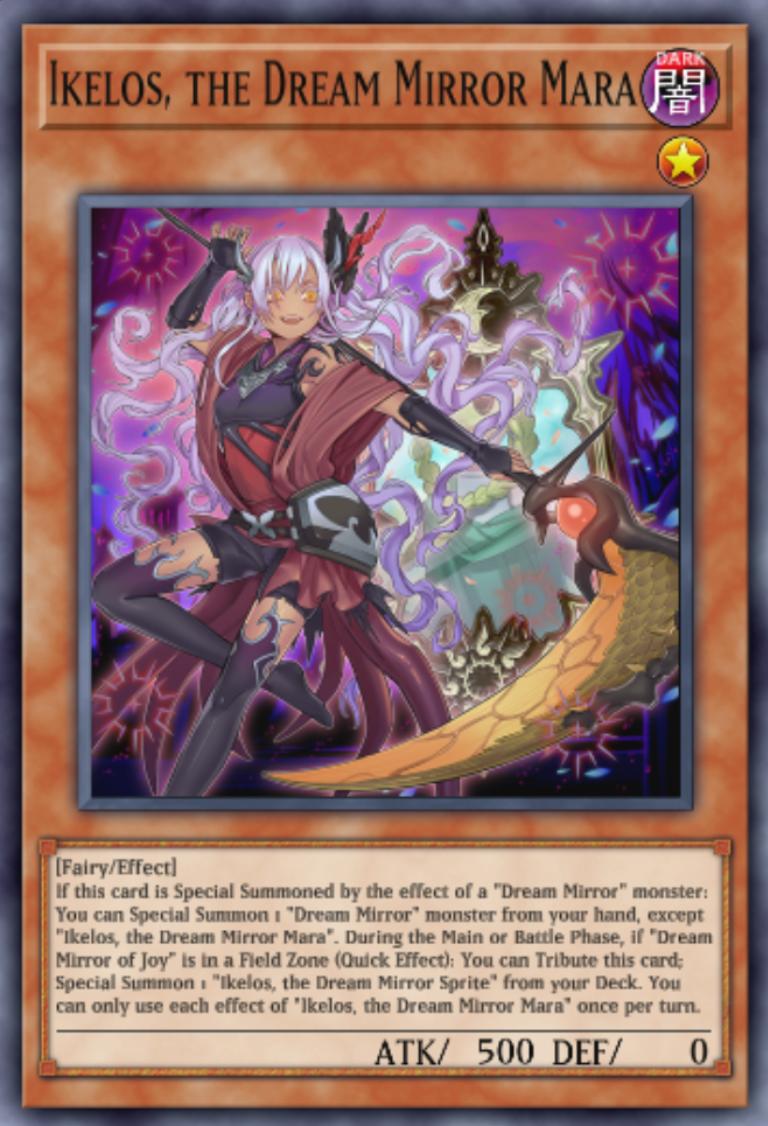 Ikelos, the Dream Mirror Mara
DARK
闇
[Fairy/Effect]
If this card is Special Summoned by the effect of a "Dream Mirror" monster:
You can Special Summon 1 "Dream Mirror" monster from your hand, except
"Ikelos, the Dream Mirror Mara". During the Main or Battle Phase, if "Dream
Mirror of Joy" is in a Field Zone (Quick Effect): You can Tribute this card;
Special Summon 1 "Ikelos, the Dream Mirror Sprite" from your Deck. You
can only use each effect of "Ikelos, the Dream Mirror Mara" once per turn.
ATK/ 500 DEF/ 0